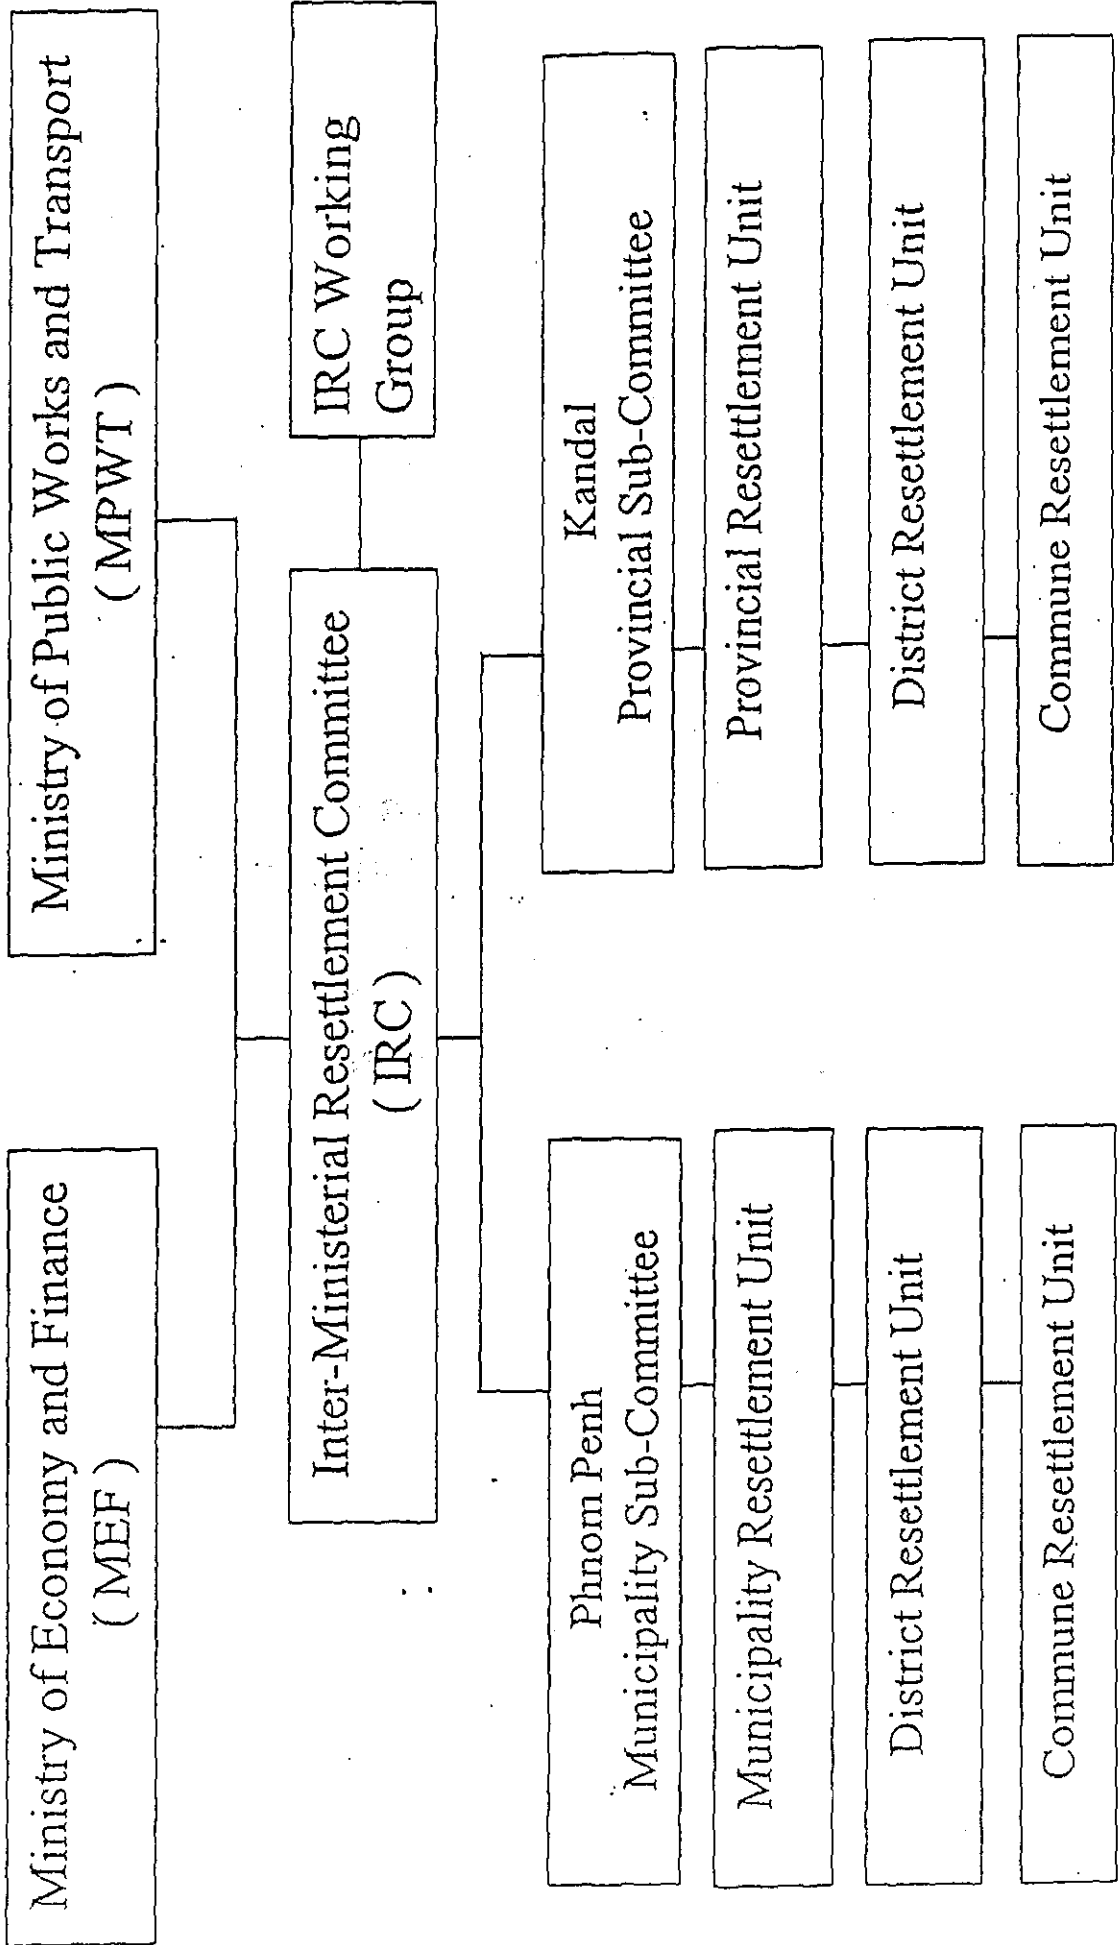 Ministry of Economy and Finance
( MEF )
Ministry of Public Works and Transport
( MPWT )
Inter-Ministerial Resettlement Committee
( IRC )
IRC Working
Group
Phnom Penh
Municipality Sub-Committee
Municipality Resettlement Unit
District Resettlement Unit
Commune Resettlement Unit
Kandal
Provincial Sub-Committee
Provincial Resettlement Unit
District Resettlement Unit
Commune Resettlement Unit